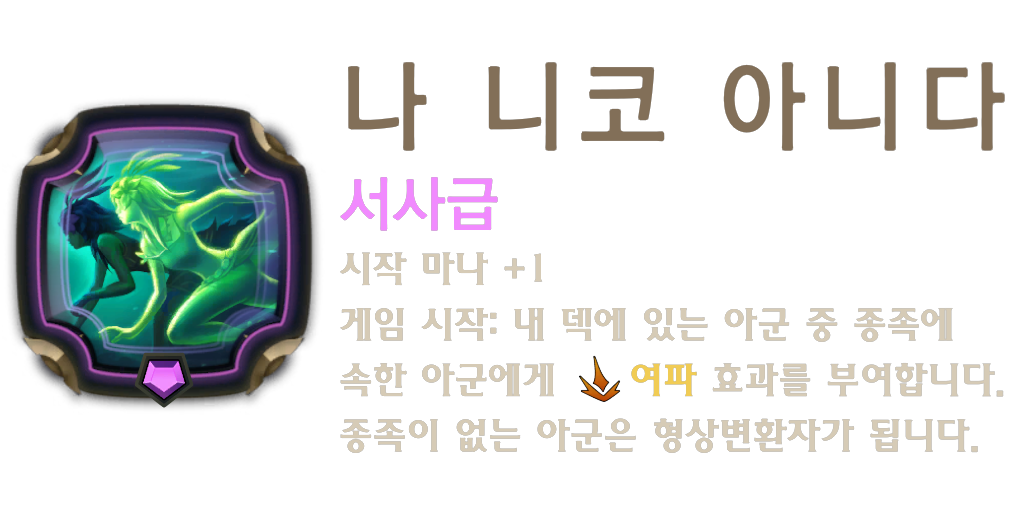 나 니코 아니다
서사급
시작 마나 +1
게임 시작: 내 덱에 있는 아군 중 종족에
속한 아군에게 여파 효과를 부여합니다.
종족이 없는 아군은 형상변환자가 됩니다.